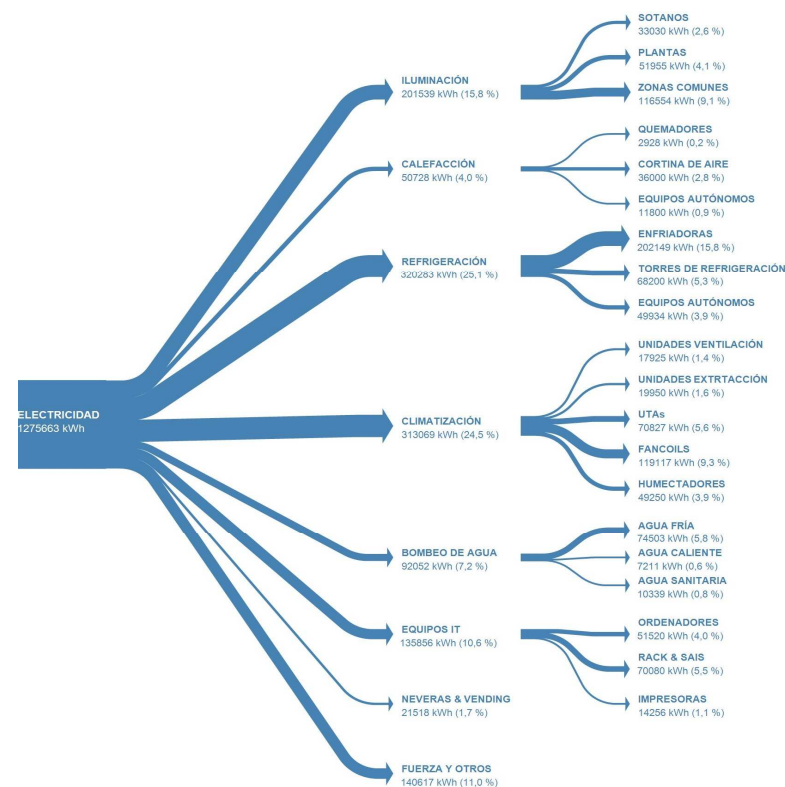 ELECTRICIDAD
1275663 kWh
ILUMINACIÓN
201539 kWh (15,8 %)
SOTANOS
33030 kWh (2,6 %)
PLANTAS
51955 kWh (4,1 %)
ZONAS COMUNES
116554 kWh (9,1 %)
CALEFACCIÓN
50728 kWh (4,0 %)
QUEMADORES
2928 kWh (0,2 %)
CORTINA DE AIRE
36000 kWh (2,8 %)
EQUIPOS AUTÓNOMOS
11800 kWh (0,9 %)
REFRIGERACIÓN
320283 kWh (25,1 %)
ENFRIADORAS
202149 kWh (15,8 %)
TORRES DE REFRIGERACIÓN
68200 kWh (5,3 %)
EQUIPOS AUTÓNOMOS
49934 kWh (3,9 %)
CLIMATIZACIÓN
313069 kWh (24,5 %)
UNIDADES VENTILACIÓN
17925 kWh (1,4 %)
UNIDADES EXTRTACCIÓN
19950 kWh (1,6 %)
UTAs
70827 kWh (5,6 %)
FANCOILS
119117 kWh (9,3 %)
HUMECTADORES
49250 kWh (3,9 %)
BOMBEO DE AGUA
92052 kWh (7,2 %)
AGUA FRÍA
74503 kWh (5,8 %)
AGUA CALIENTE
7211 kWh (0,6 %)
AGUA SANITARIA
10339 kWh (0,8 %)
EQUIPOS IT
135856 kWh (10,6 %)
ORDENADORES
51520 kWh (4,0 %)
RACK & SAIS
70080 kWh (5,5 %)
IMPRESORAS
14256 kWh (1,1 %)
NEVERAS & VENDING
21518 kWh (1,7 %)
FUERZA Y OTROS
140617 kWh (11,0 %)